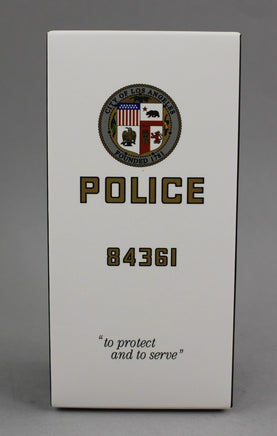 CITY OF LOS ANGELES
FOUNDED 1781
POLICE
84361
"to protect
and to serve"